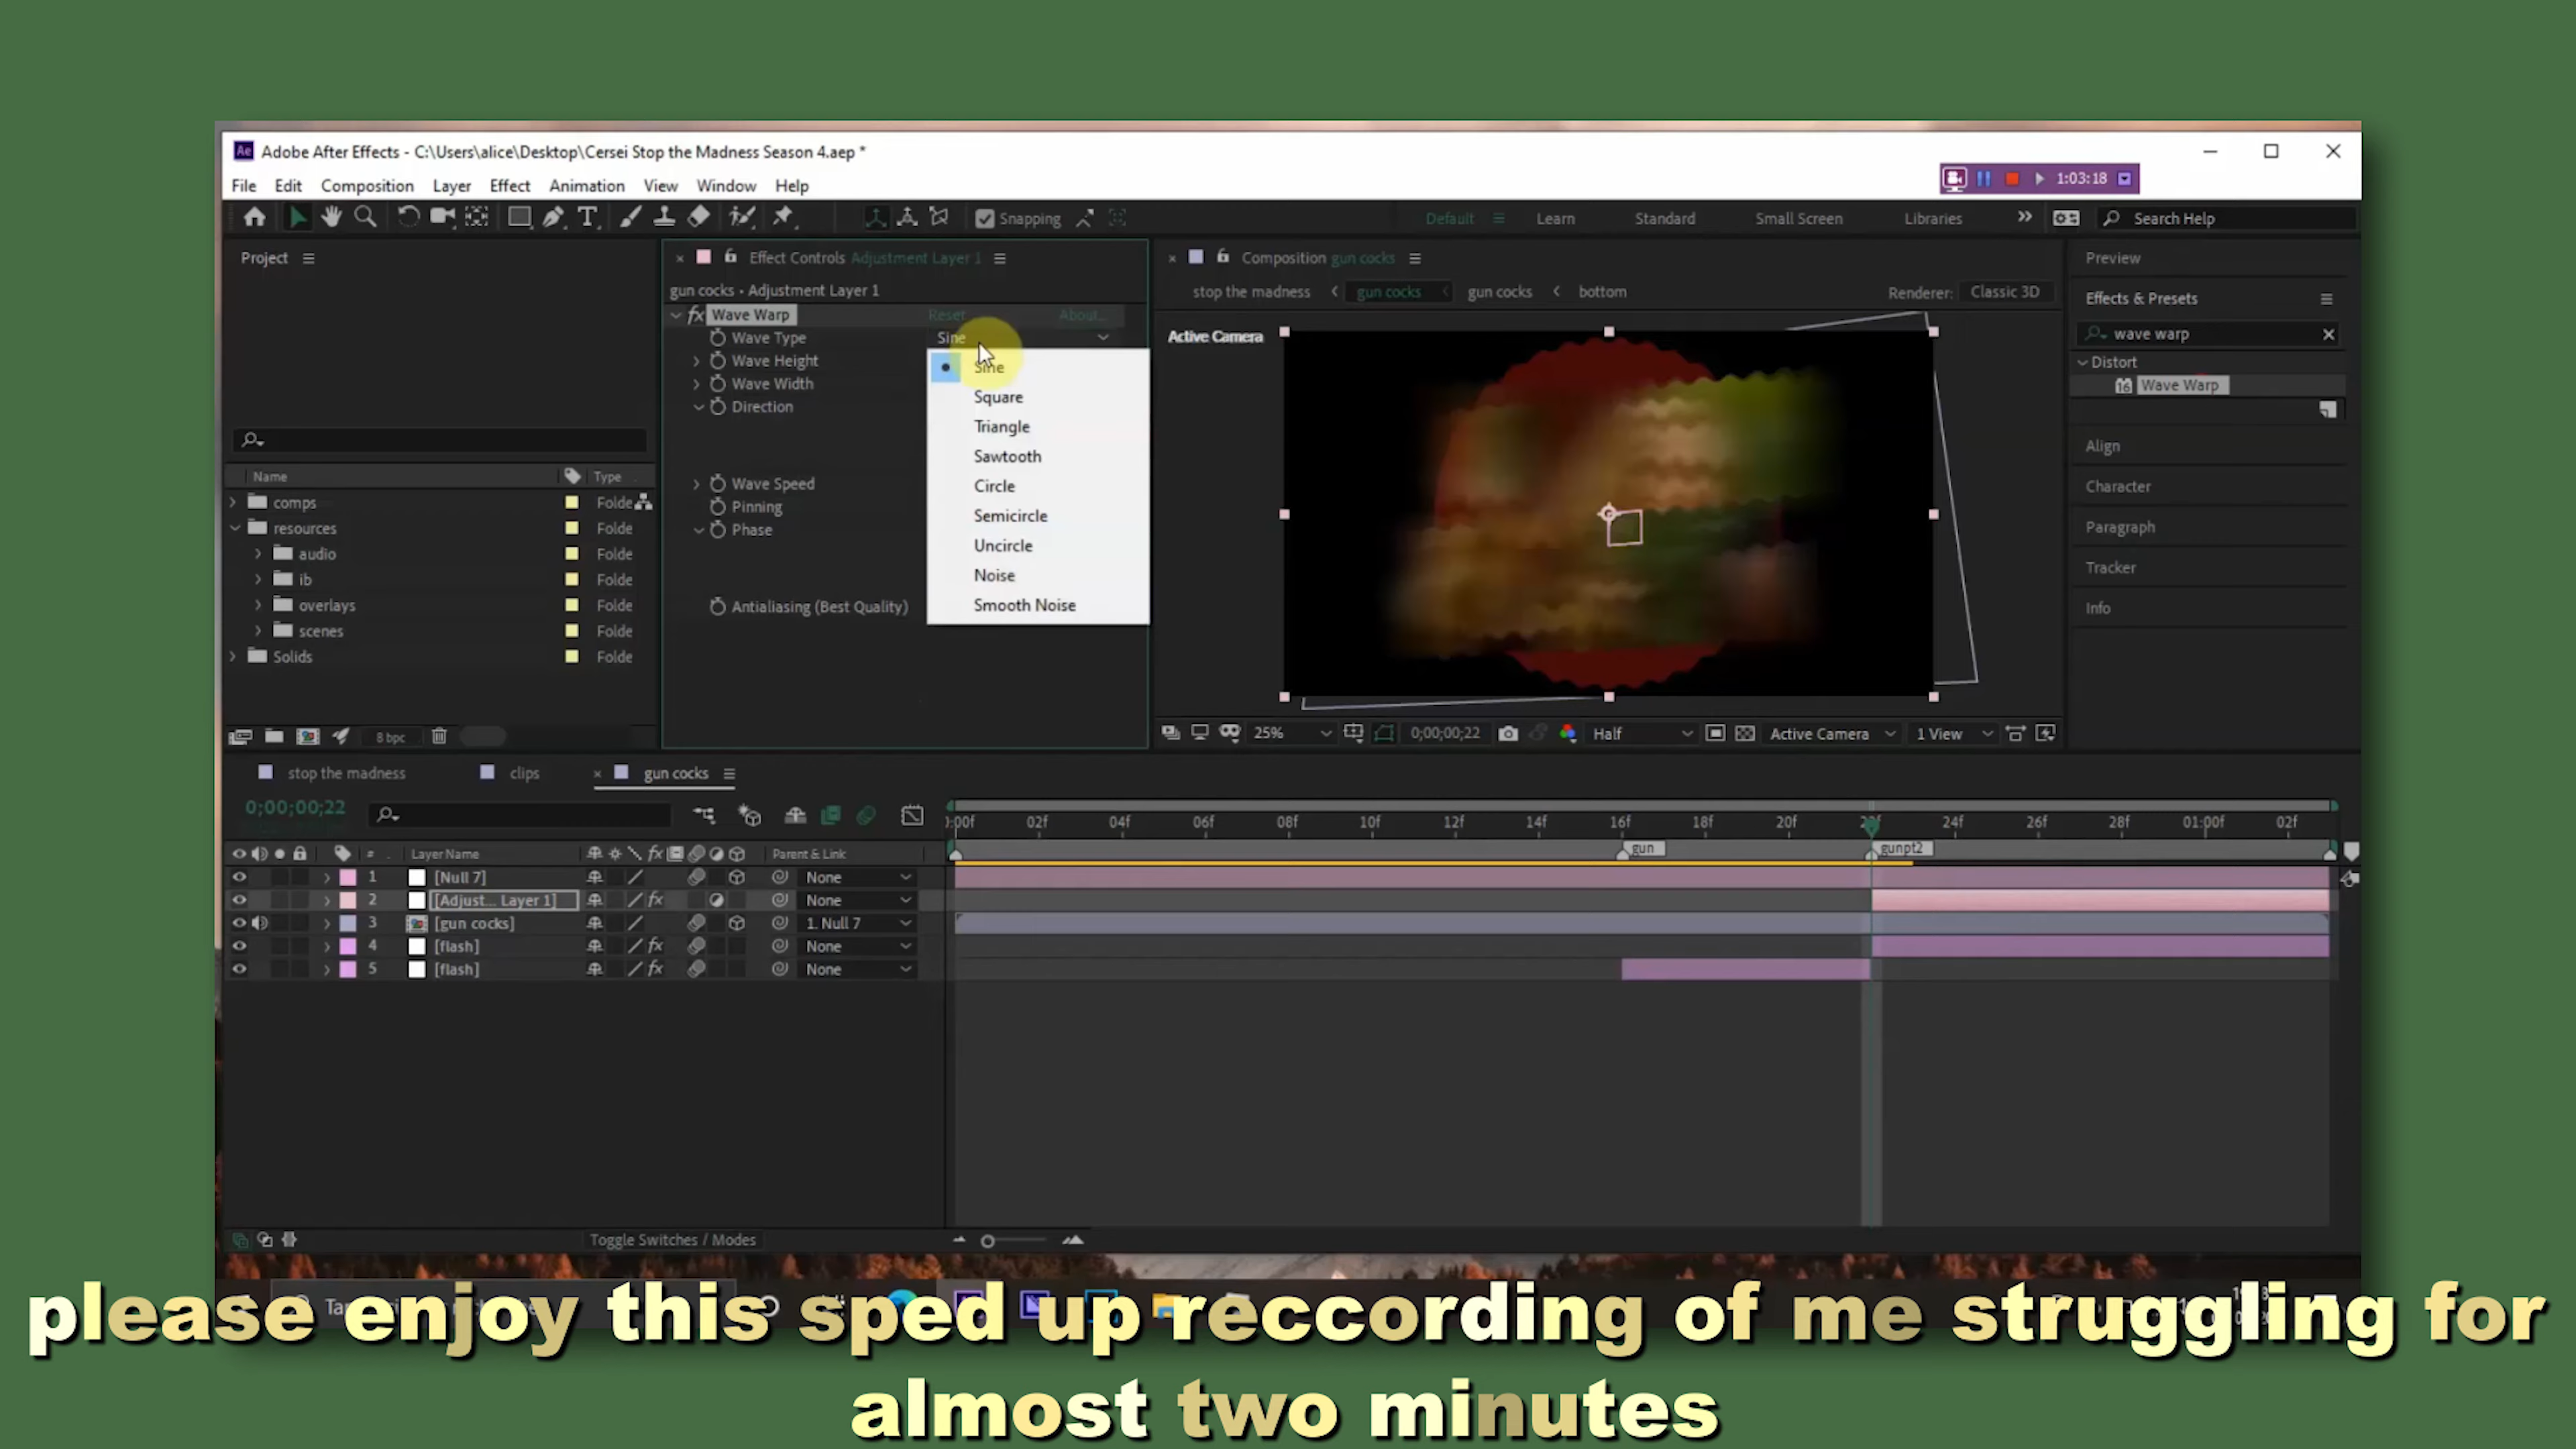 Adobe After Effects - C:\Users\alice\Desktop\Cersei Stop the Madness Season 4.aep *
File Edit Composition Layer Effect Animation View Window Help
1:03:18
Snapping
Default Learn Standard Small Screen Libraries
Search Help
Project
Effect Controls Adjustment Layer 1
Composition gun cocks
Preview
gun cocks • Adjustment Layer 1
stop the madness gun cocks gun cocks bottom
Renderer: Classic 3D
Effects & Presets
fx Wave Warp Reset About...
wave warp
Wave Type Sine
Active Camera
Wave Height
Sine
Distort
Wave Width
Wave Warp
Square
Direction
Triangle
Align
Sawtooth
Wave Speed
Circle
Character
Pinning
Semicircle
Phase
Paragraph
Uncircle
Tracker
Noise
Antialiasing (Best Quality)
Smooth Noise
Info
Name Type
comps Folde
resources Folde
audio Folde
ib Folde
overlays Folde
scenes Folde
Solids Folde
8 bpc
25% 0;00;00;22 Half Active Camera 1 View
stop the madness clips gun cocks
0;00;00;22
):00f 02f 04f 06f 08f 10f 12f 14f 16f 18f 20f 22f 24f 26f 28f 01:00f 02f
# Layer Name Parent & Link
gun gunpt2
1 [Null 7] None
2 [Adjust... Layer 1] fx None
3 [gun cocks] 1. Null 7
4 [flash] fx None
5 [flash] fx None
Toggle Switches / Modes
please enjoy this sped up reccording of me struggling for
almost two minutes